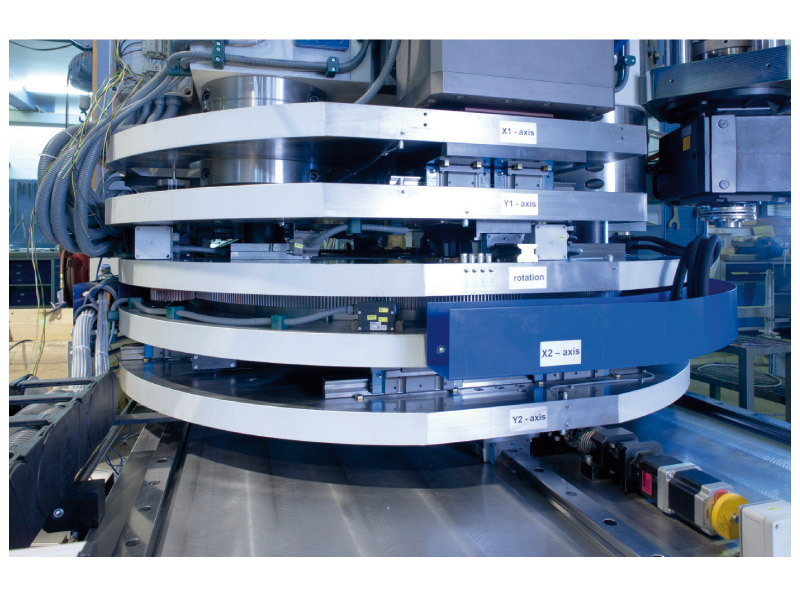 X1 - axis
Y1 - axis
rotation
X2 – axis
Y2 - axis